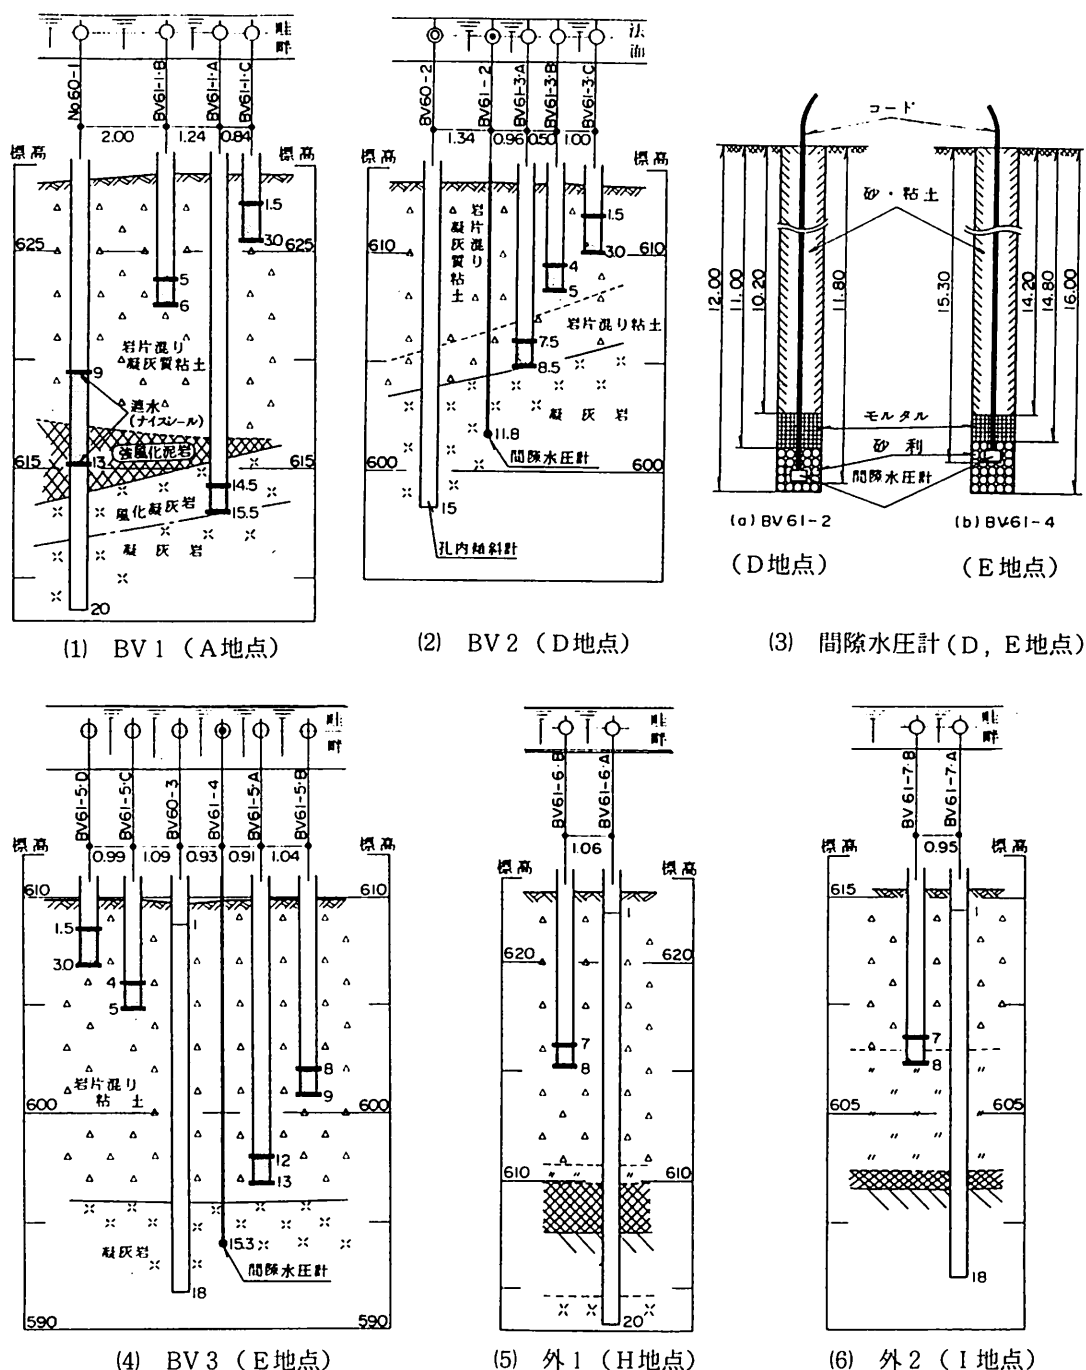 畦畔
No60-1
BV61-1-B
BV61-1-A
BV61-1-C
2.00 1.24 0.84
標高 標高
1.5
3.0
625 625
5
6
岩片混り
凝灰質粘土
9
遮水
(ナイスシール)
強風化泥岩
13
615 615
14.5
15.5
風化凝灰岩
凝灰岩
20
(1) BV1(A地点)
法面
BV60-2
BV61-2
BV61-3-A
BV61-3-B
BV61-3-C
1.34 0.96 0.50 1.00
標高 標高
岩片混り
凝灰質粘土
1.5
3.0
610 610
4
5
岩片混り粘土
7.5
8.5
凝灰岩
11.8
間隙水圧計
600 600
15
孔内傾斜計
(2) BV2(D地点)
コード
砂・粘土
12.00
11.00
10.20
11.80
15.30
14.20
14.80
16.00
モルタル
砂利
間隙水圧計
(a) BV61-2 (b) BV61-4
(D地点) (E地点)
(3) 間隙水圧計(D, E地点)
畦畔
BV61-5-D
BV61-5-C
BV60-3
BV61-4
BV61-5-A
BV61-5-B
標高 標高
0.99 1.09 0.93 0.91 1.04
610 610
1
1.5
3.0
4
5
8
9
岩片混り
粘土
600 600
12
13
凝灰岩
15.3
間隙水圧計
18
590 590
(4) BV3(E地点)
畦畔
BV61-6-B
BV61-6-A
1.06
標高 標高
1
620 620
7
8
610 610
20
(5) 外1(H地点)
畦畔
BV61-7-B
BV61-7-A
0.95
標高 標高
615 615
1
7
8
605 605
18
(6) 外2(I地点)